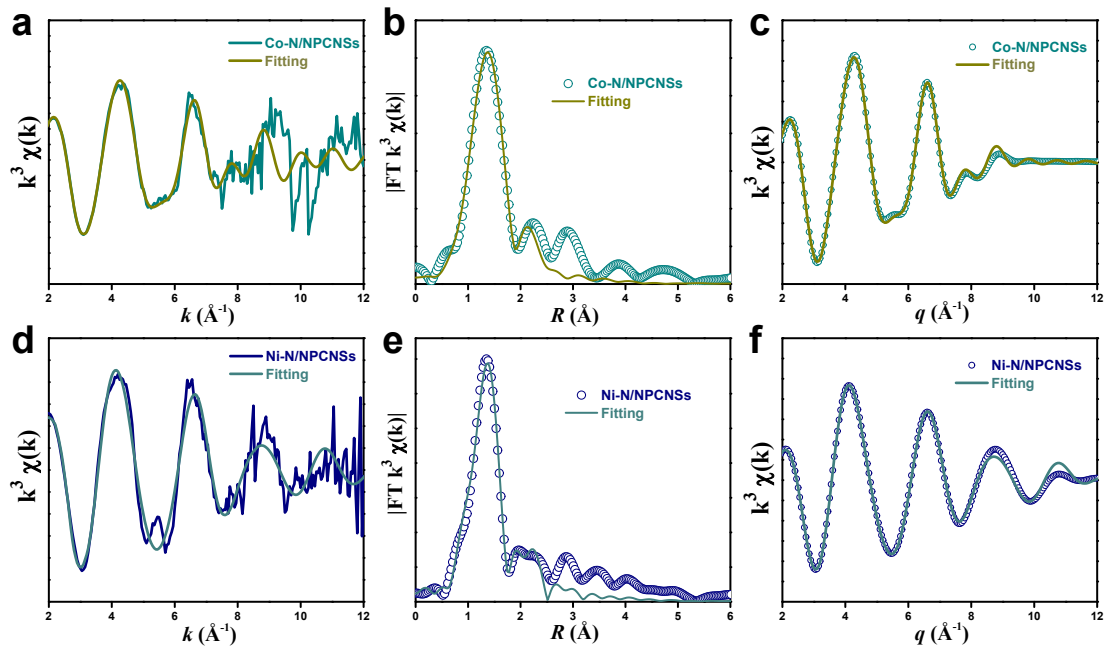 a
Co-N/NPCNSs
Fitting
k³ χ(k)
2 4 6 8 10 12
k (Å⁻¹)
b
Co-N/NPCNSs
Fitting
|FT k³ χ(k)|
0 1 2 3 4 5 6
R (Å)
c
Co-N/NPCNSs
Fitting
k³ χ(k)
2 4 6 8 10 12
q (Å⁻¹)
d
Ni-N/NPCNSs
Fitting
k³ χ(k)
2 4 6 8 10 12
k (Å⁻¹)
e
Ni-N/NPCNSs
Fitting
|FT k³ χ(k)|
0 1 2 3 4 5 6
R (Å)
f
Ni-N/NPCNSs
Fitting
k³ χ(k)
2 4 6 8 10 12
q (Å⁻¹)